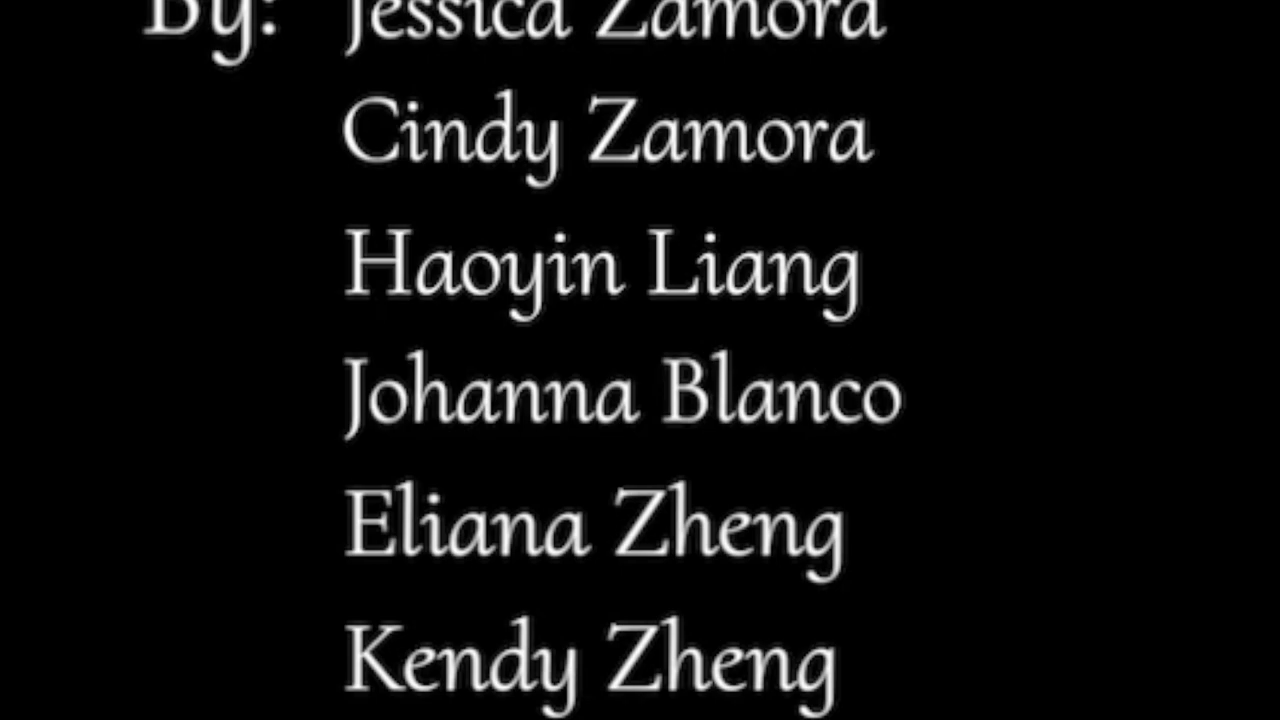 By: Jessica Zamora
Cindy Zamora
Haoyin Liang
Johanna Blanco
Eliana Zheng
Kendy Zheng